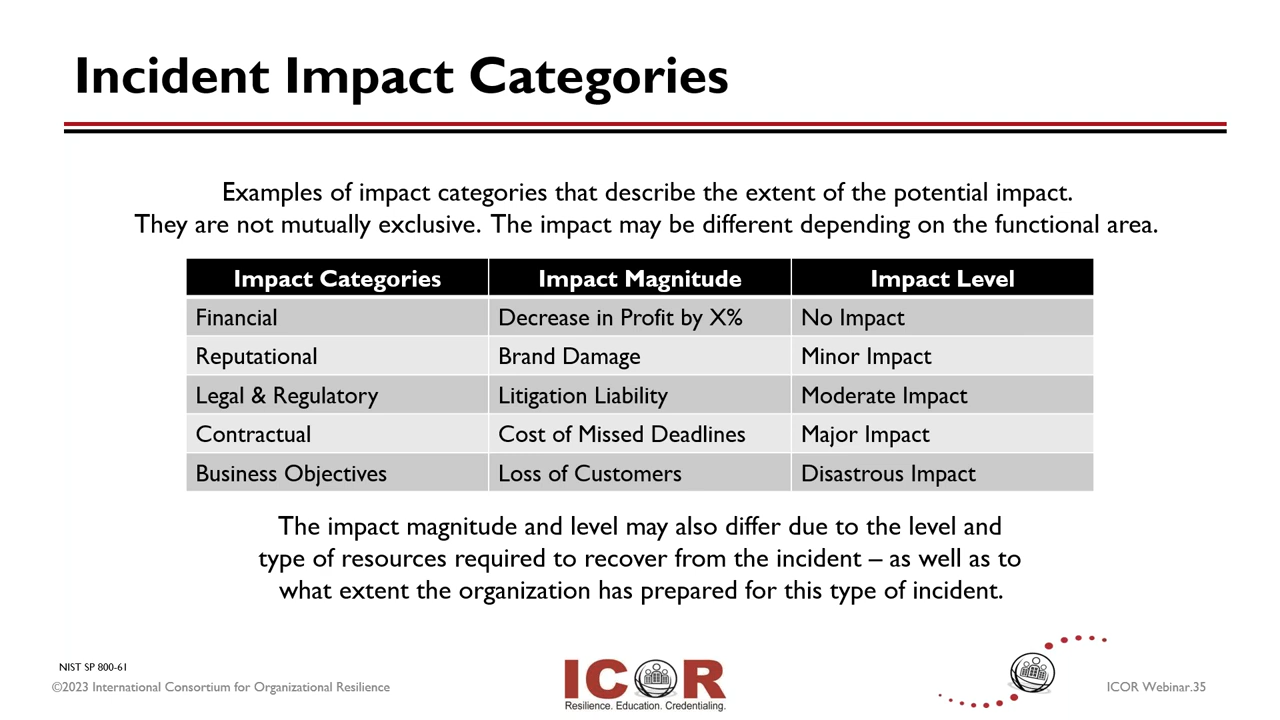 Incident Impact Categories
Examples of impact categories that describe the extent of the potential impact.
They are not mutually exclusive. The impact may be different depending on the functional area.
Impact Categories Impact Magnitude Impact Level
Financial Decrease in Profit by X% No Impact
Reputational Brand Damage Minor Impact
Legal & Regulatory Litigation Liability Moderate Impact
Contractual Cost of Missed Deadlines Major Impact
Business Objectives Loss of Customers Disastrous Impact
The impact magnitude and level may also differ due to the level and
type of resources required to recover from the incident – as well as to
what extent the organization has prepared for this type of incident.
NIST SP 800-61
©2023 International Consortium for Organizational Resilience
ICOR
Resilience. Education. Credentialing.
ICOR Webinar.35